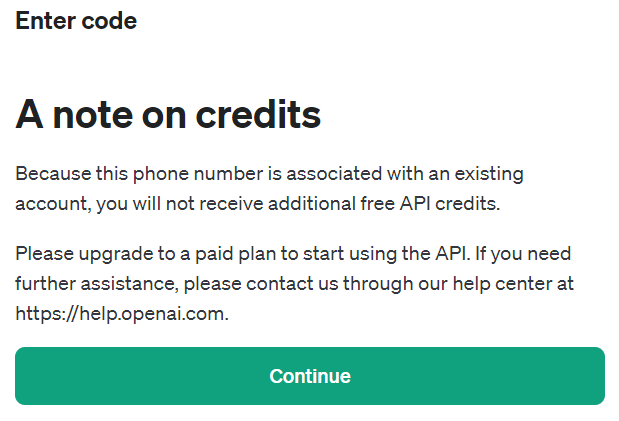 Enter code
A note on credits
Because this phone number is associated with an existing
account, you will not receive additional free API credits.
Please upgrade to a paid plan to start using the API. If you need
further assistance, please contact us through our help center at
https://help.openai.com.
Continue